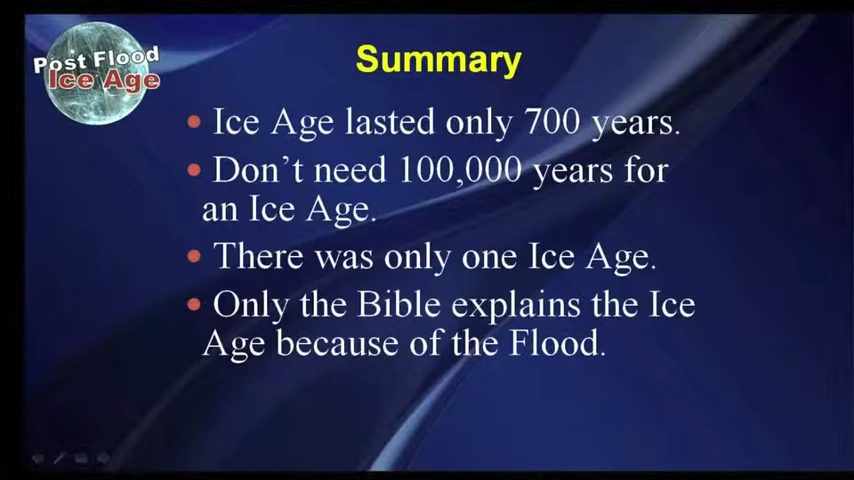 Post Flood
Ice Age
Summary
Ice Age lasted only 700 years.
Don't need 100,000 years for
an Ice Age.
There was only one Ice Age.
Only the Bible explains the Ice
Age because of the Flood.